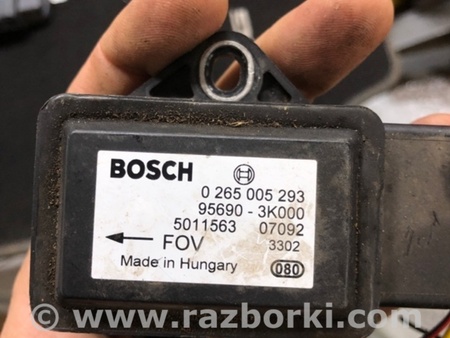 BOSCH
0 265 005 293
95690 - 3K000
5011563 07092
← FOV 3302
Made in Hungary 080
© www.razborki.com